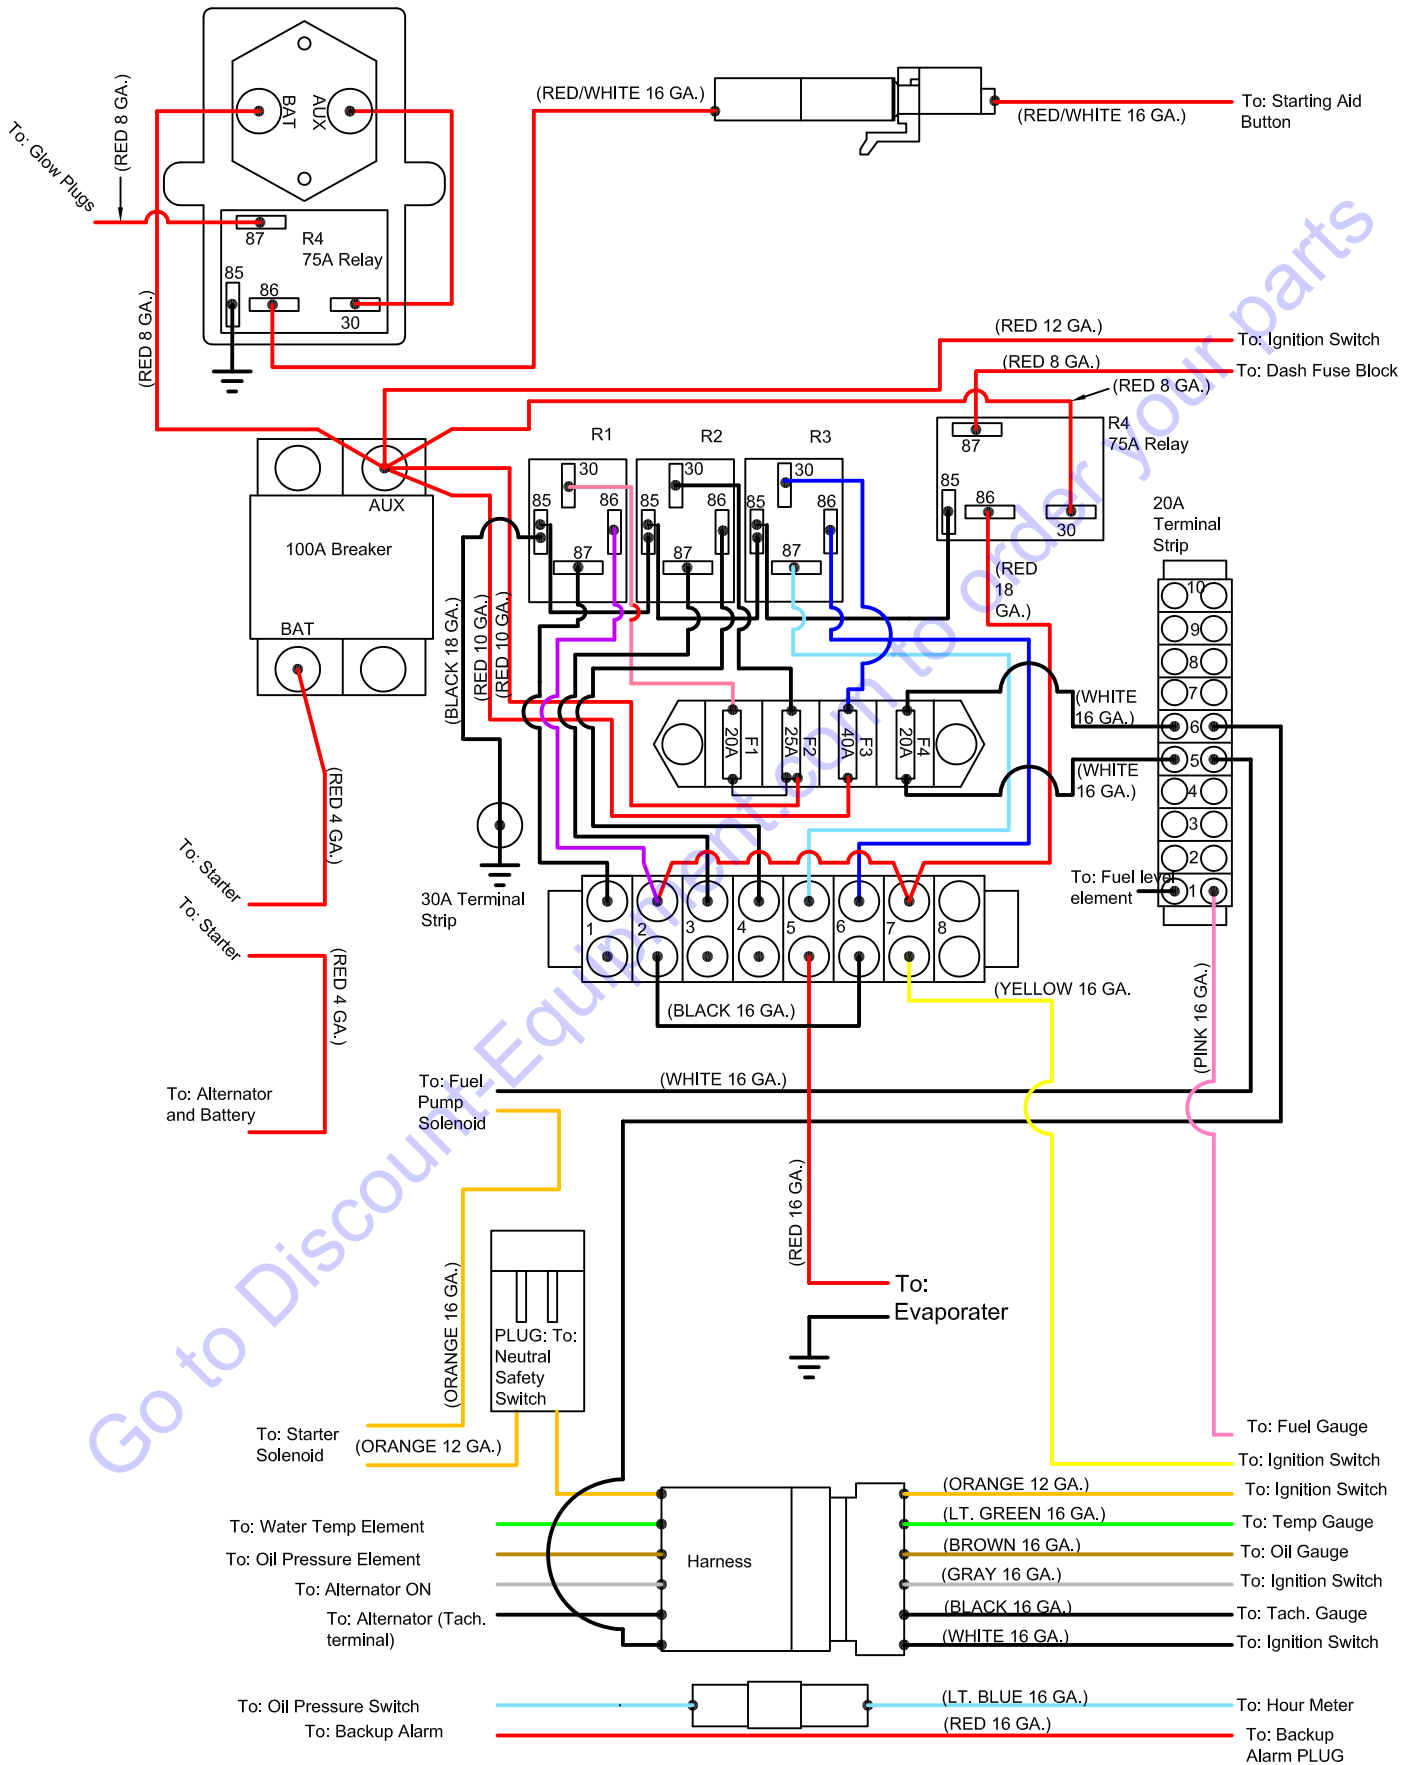 BAT
AUX
(RED 8 GA.)
To: Glow Plugs
87
R4
75A Relay
85
86
30
(RED 8 GA.)
(RED/WHITE 16 GA.)
(RED/WHITE 16 GA.)
To: Starting Aid
Button
(RED 12 GA.)
To: Ignition Switch
(RED 8 GA.)
To: Dash Fuse Block
(RED 8 GA.)
R4
75A Relay
87
85
86
30
(RED
18
GA.)
AUX
100A Breaker
BAT
R1
30
85
86
87
R2
30
85
86
87
R3
30
85
86
87
(BLACK 18 GA.)
(RED 10 GA.)
(RED 10 GA.)
20A
Terminal
Strip
10
9
8
7
6
5
4
3
2
1
(WHITE
16 GA.)
(WHITE
16 GA.)
F1
20A
F2
25A
F3
40A
F4
20A
To: Fuel level
element
(RED 4 GA.)
To: Starter
To: Starter
(RED 4 GA.)
To: Alternator
and Battery
30A Terminal
Strip
1
2
3
4
5
6
7
8
(BLACK 16 GA.)
(YELLOW 16 GA.
(PINK 16 GA.)
To: Fuel
Pump
Solenoid
(WHITE 16 GA.)
(RED 16 GA.)
To:
Evaporater
(ORANGE 16 GA.)
PLUG: To:
Neutral
Safety
Switch
To: Starter
Solenoid
(ORANGE 12 GA.)
To: Fuel Gauge
To: Ignition Switch
(ORANGE 12 GA.)
To: Ignition Switch
To: Water Temp Element
(LT. GREEN 16 GA.)
To: Temp Gauge
To: Oil Pressure Element
Harness
(BROWN 16 GA.)
To: Oil Gauge
To: Alternator ON
(GRAY 16 GA.)
To: Ignition Switch
To: Alternator (Tach.
terminal)
(BLACK 16 GA.)
To: Tach. Gauge
(WHITE 16 GA.)
To: Ignition Switch
To: Oil Pressure Switch
(LT. BLUE 16 GA.)
To: Hour Meter
To: Backup Alarm
(RED 16 GA.)
To: Backup
Alarm PLUG
Go to Discount-Equipment.com to order your parts